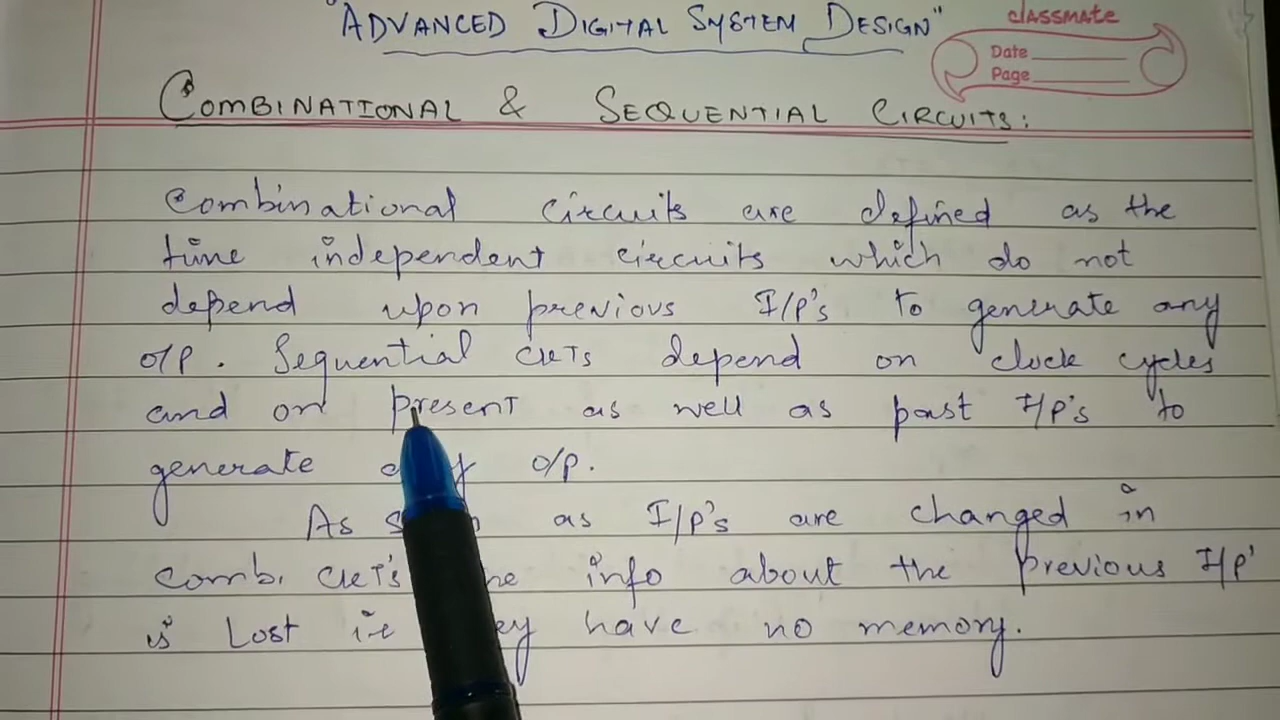 "ADVANCED DIGITAL SYSTEM DESIGN"
classmate
Date
Page
COMBINATIONAL & SEQUENTIAL CIRCUITS:
Combinational circuits are defined as the
time independent circuits which do not
depend upon previous I/p's to generate any
o/p. Sequential CKTs depend on clock cycles
and on present as well as past I/p's to
generate o/p.
As as I/p's are changed in
comb. CKT's info about the previous I/p'
is Lost i.e have no memory.